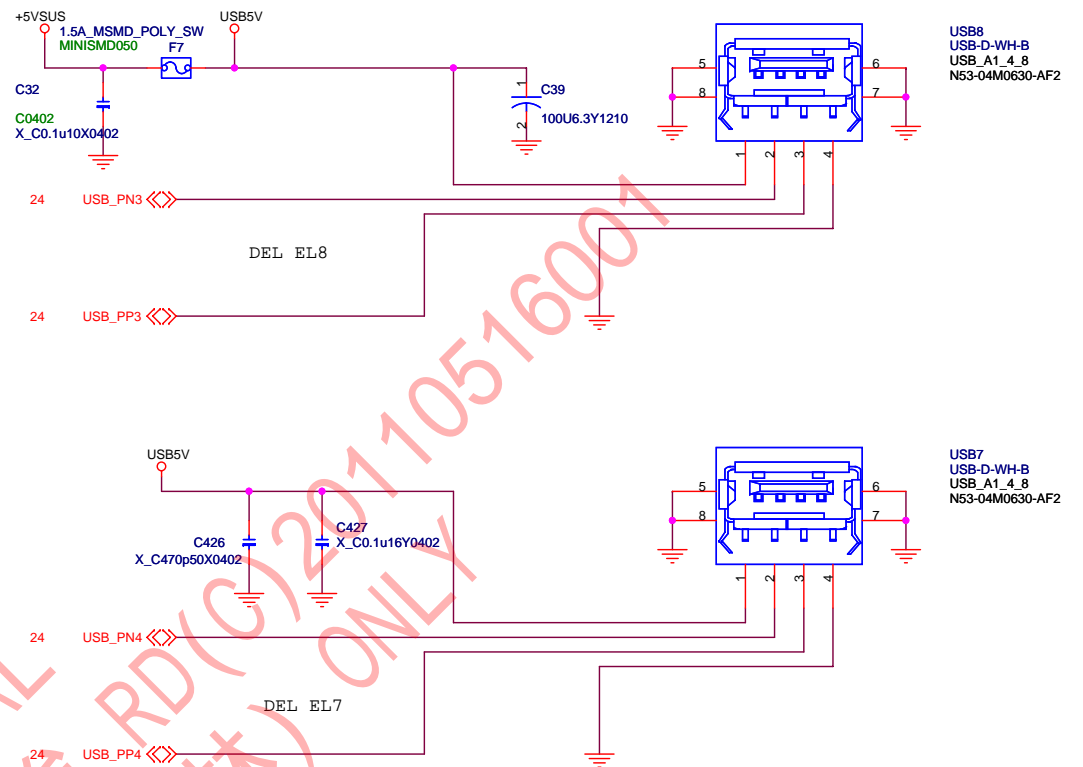 +5VSUS
1.5A_MSMD_POLY_SW
MINISMD050
F7
USB5V
C32
C0402
X_C0.1u10X0402
1
C39
2
100U6.3Y1210
5
8
6
7
1
2
3
4
USB8
USB-D-WH-B
USB_A1_4_8
N53-04M0630-AF2
24 USB_PN3
DEL EL8
24 USB_PP3
USB5V
C426
X_C470p50X0402
C427
X_C0.1u16Y0402
5
8
6
7
1
2
3
4
USB7
USB-D-WH-B
USB_A1_4_8
N53-04M0630-AF2
24 USB_PN4
DEL EL7
24 USB_PP4
RD(C)201105516001
ONLY